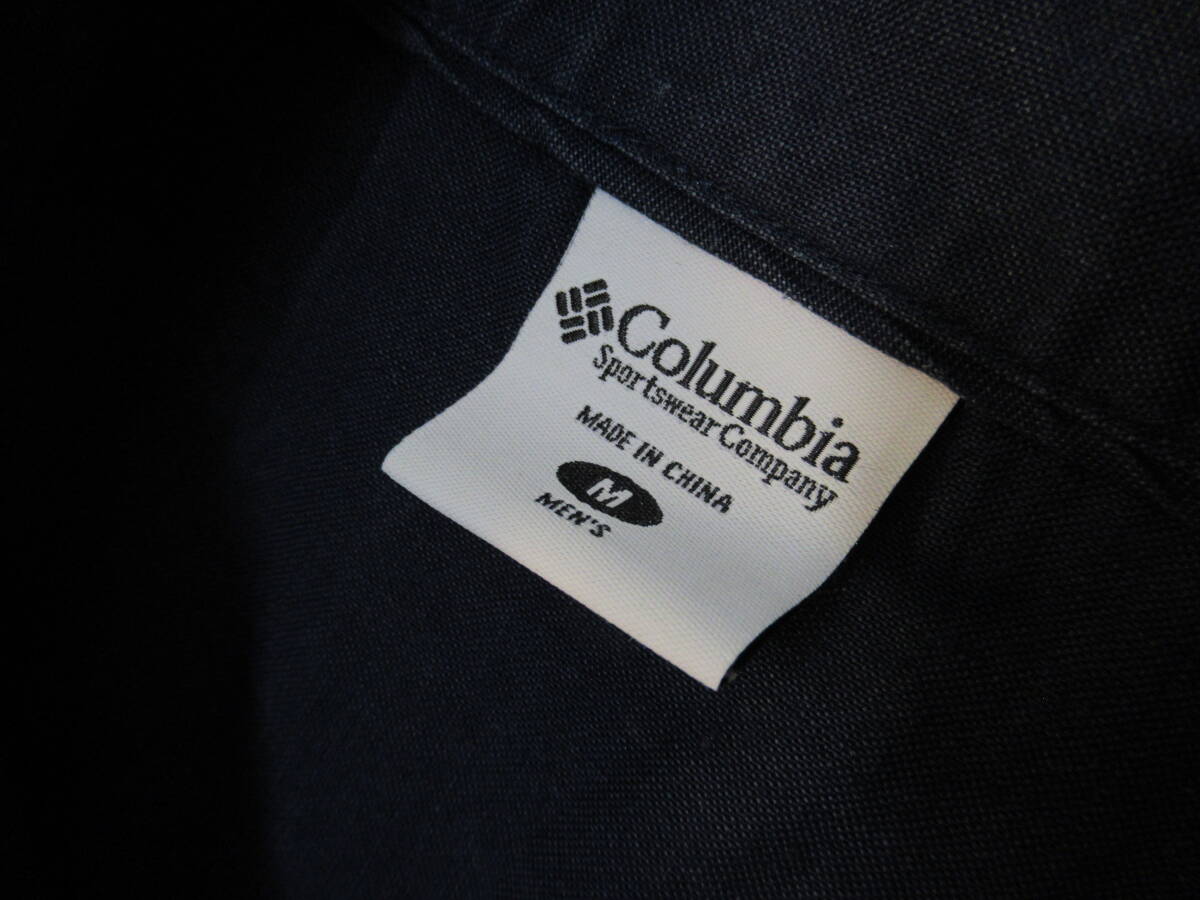 Columbia
Sportswear Company
MADE IN CHINA
M
MEN'S